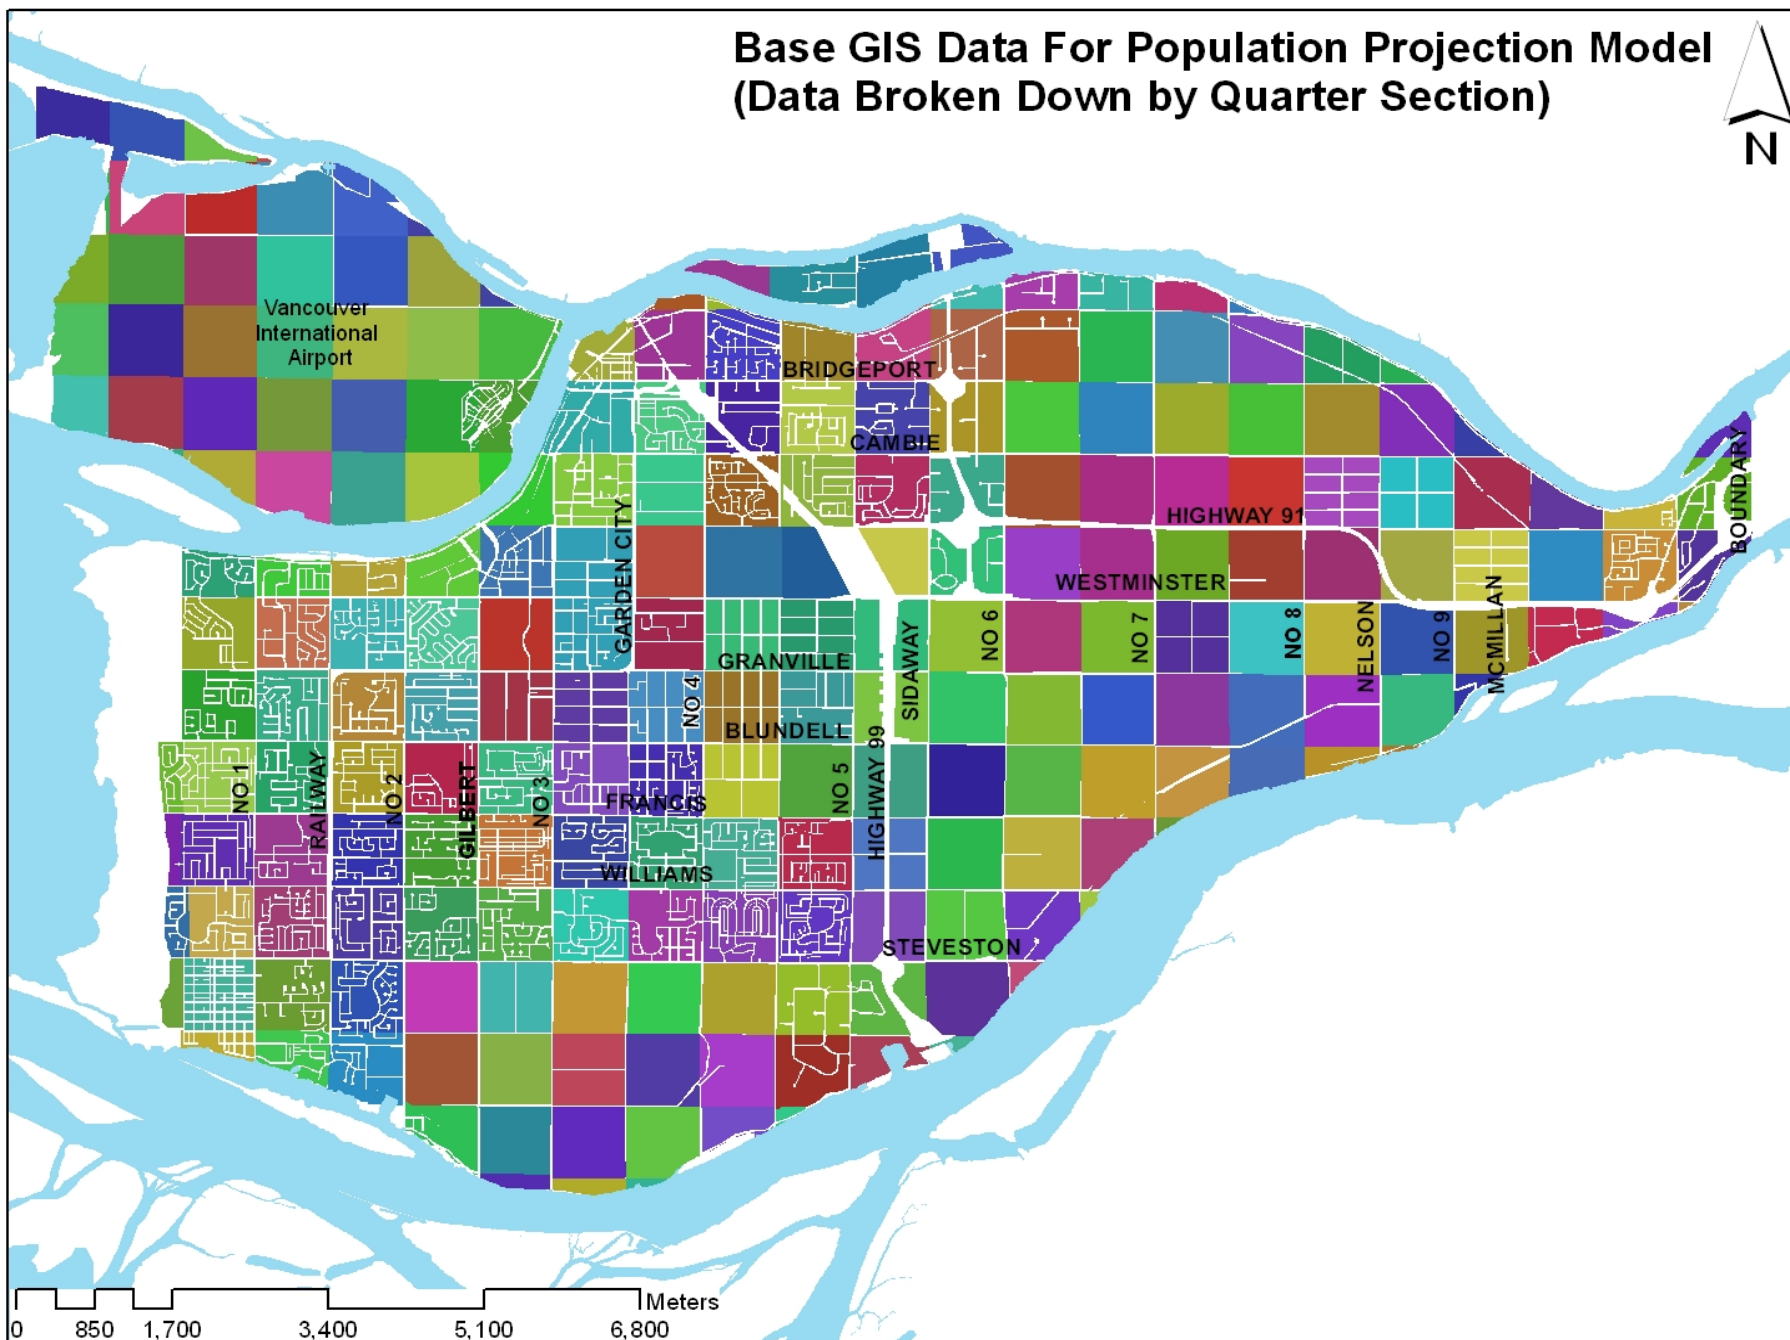 Base GIS Data For Population Projection Model
(Data Broken Down by Quarter Section)
N
Vancouver
International
Airport
BRIDGEPORT
CAMBIE
BOUNDARY
HIGHWAY 91
GARDEN CITY
WESTMINSTER
NO 6
NO 7
NO 8
NELSON
NO 9
MCMILLAN
SIDAWAY
GRANVILLE
NO 4
BLUNDELL
HIGHWAY 99
NO 1
RAILWAY
NO 2
GILBERT
NO 3
FRANCIS
NO 5
WILLIAMS
STEVESTON
Meters
0 850 1,700 3,400 5,100 6,800